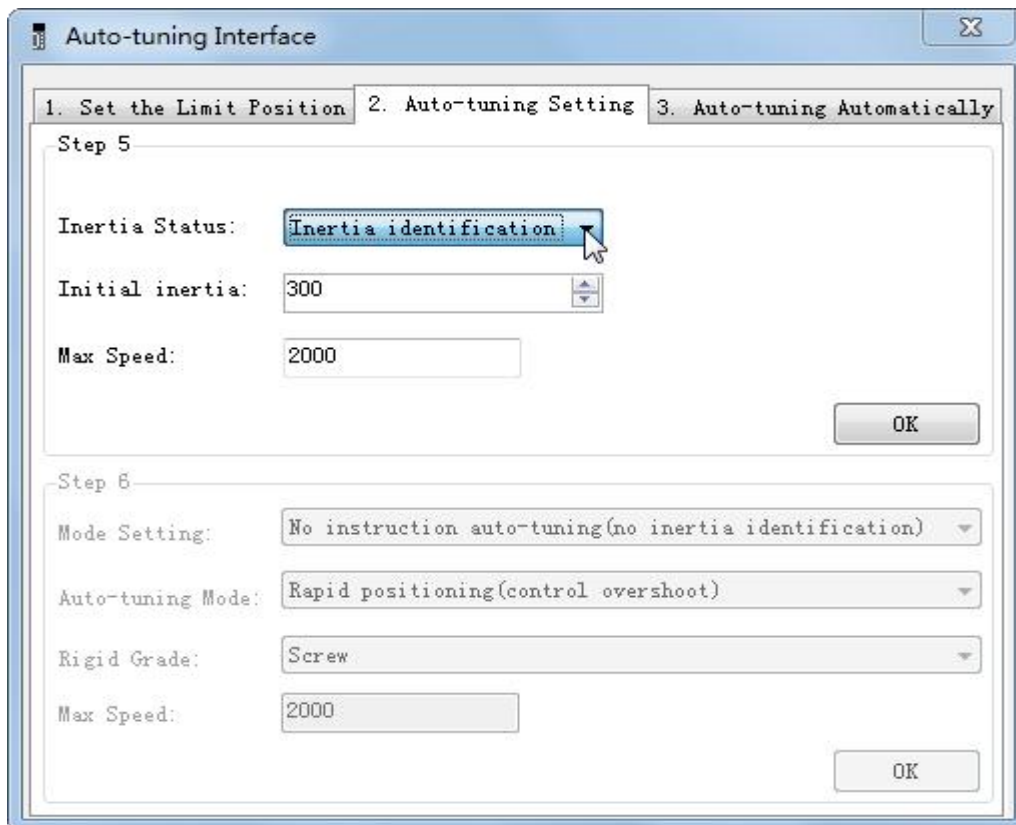 Auto-tuning Interface
1. Set the Limit Position 2. Auto-tuning Setting 3. Auto-tuning Automatically
Step 5
Inertia Status: Inertia identification
Initial inertia: 300
Max Speed: 2000
OK
Step 6
Mode Setting: No instruction auto-tuning(no inertia identification)
Auto-tuning Mode: Rapid positioning(control overshoot)
Rigid Grade: Screw
Max Speed: 2000
OK